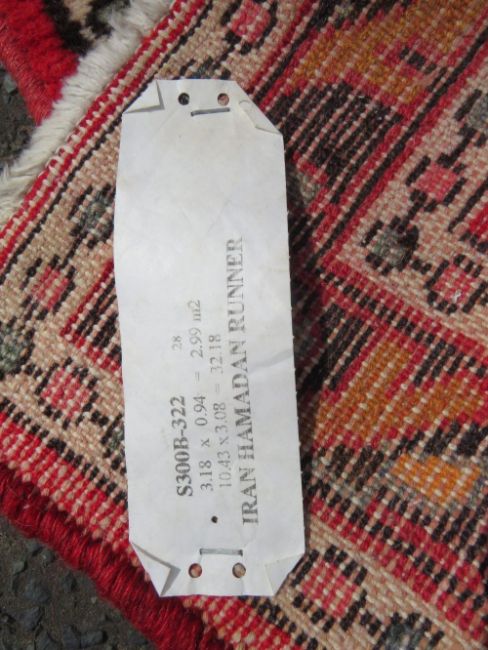 S300B-322
28
3.18 x 0.94 = 2.99 m2
10.43 x 3.08 = 32.18
IRAN HAMADAN RUNNER